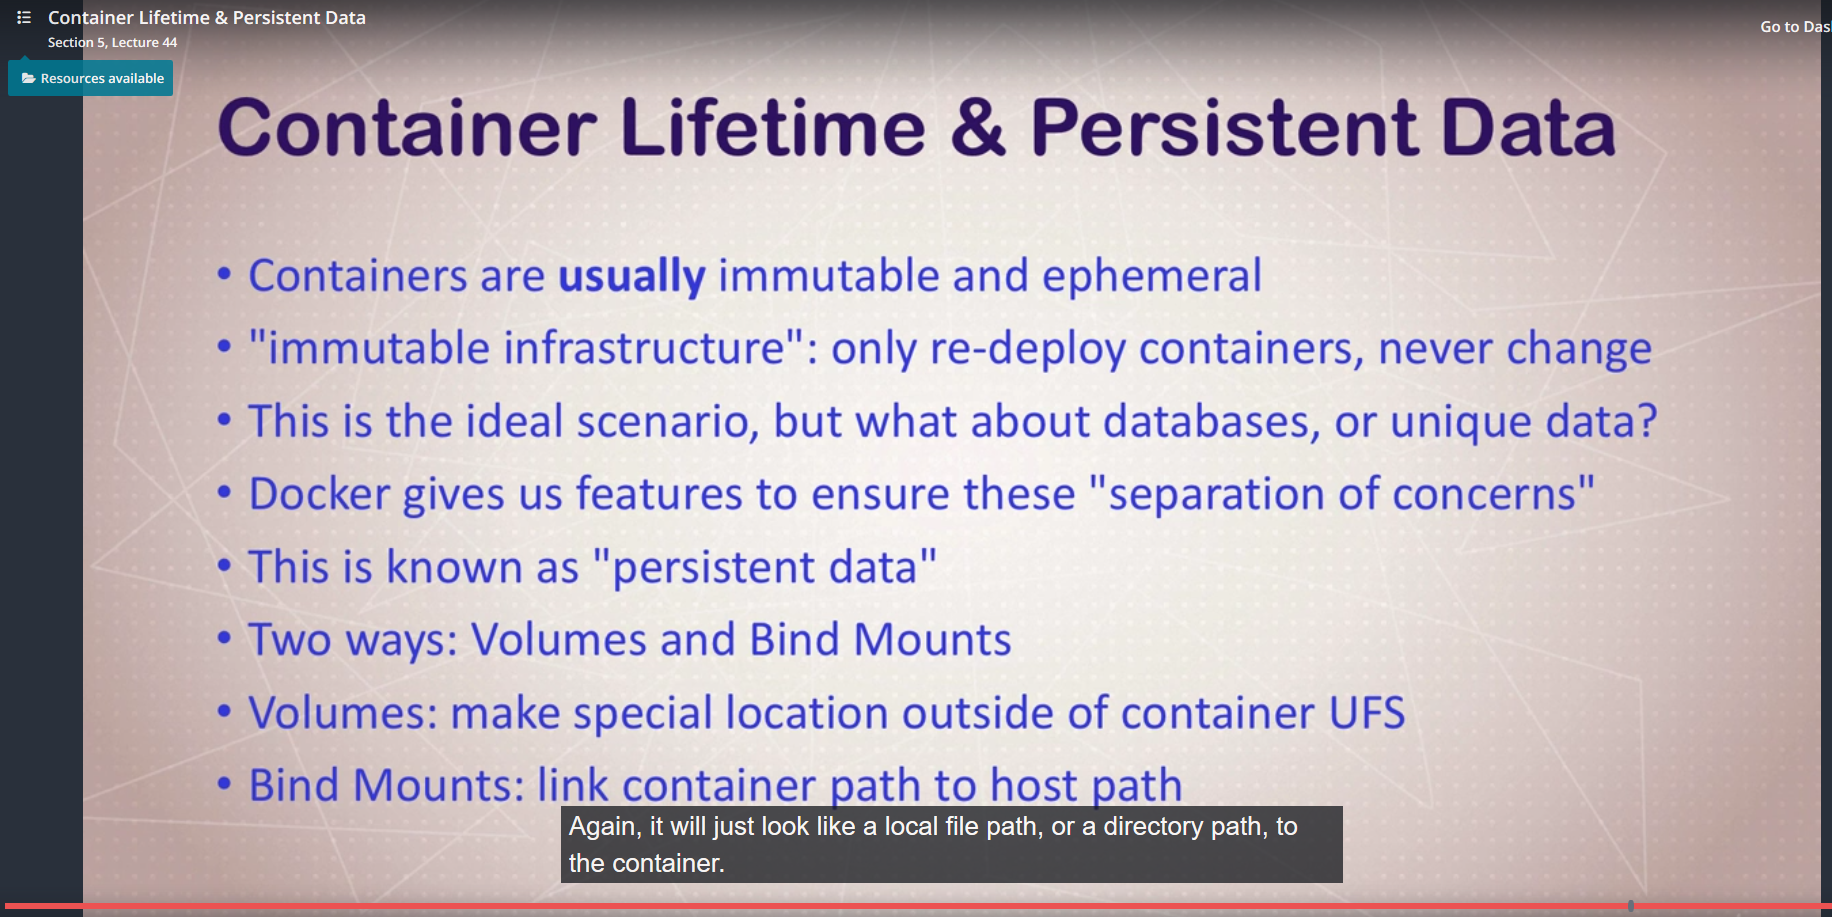 Container Lifetime & Persistent Data
Section 5, Lecture 44
Go to Das
Resources available
Container Lifetime & Persistent Data
• Containers are usually immutable and ephemeral
• "immutable infrastructure": only re-deploy containers, never change
• This is the ideal scenario, but what about databases, or unique data?
• Docker gives us features to ensure these "separation of concerns"
• This is known as "persistent data"
• Two ways: Volumes and Bind Mounts
• Volumes: make special location outside of container UFS
• Bind Mounts: link container path to host path
Again, it will just look like a local file path, or a directory path, to
the container.